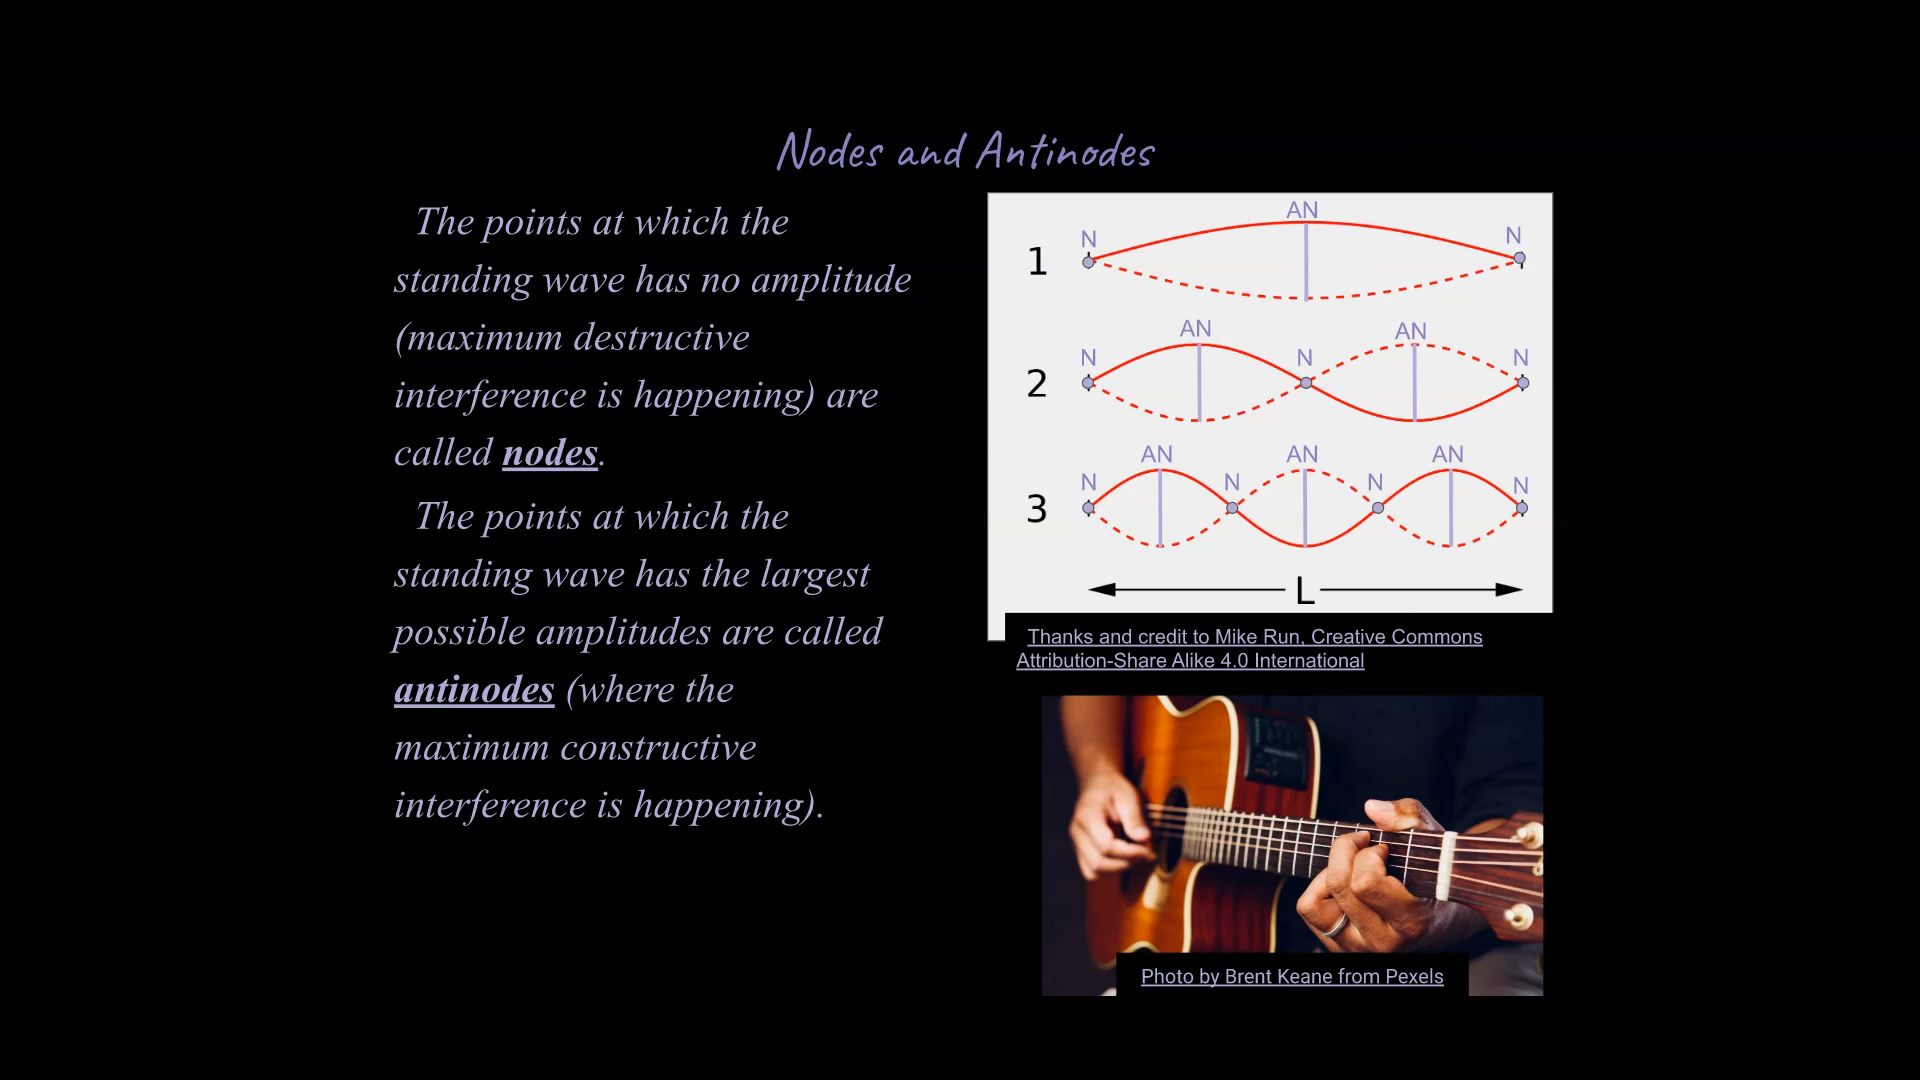 Nodes and Antinodes
The points at which the
standing wave has no amplitude
(maximum destructive
interference is happening) are
called nodes.
The points at which the
standing wave has the largest
possible amplitudes are called
antinodes (where the
maximum constructive
interference is happening).
AN
N
N
1
AN
AN
N
N
N
2
AN
AN
AN
N
N
N
N
3
L
Thanks and credit to Mike Run, Creative Commons
Attribution-Share Alike 4.0 International
Photo by Brent Keane from Pexels